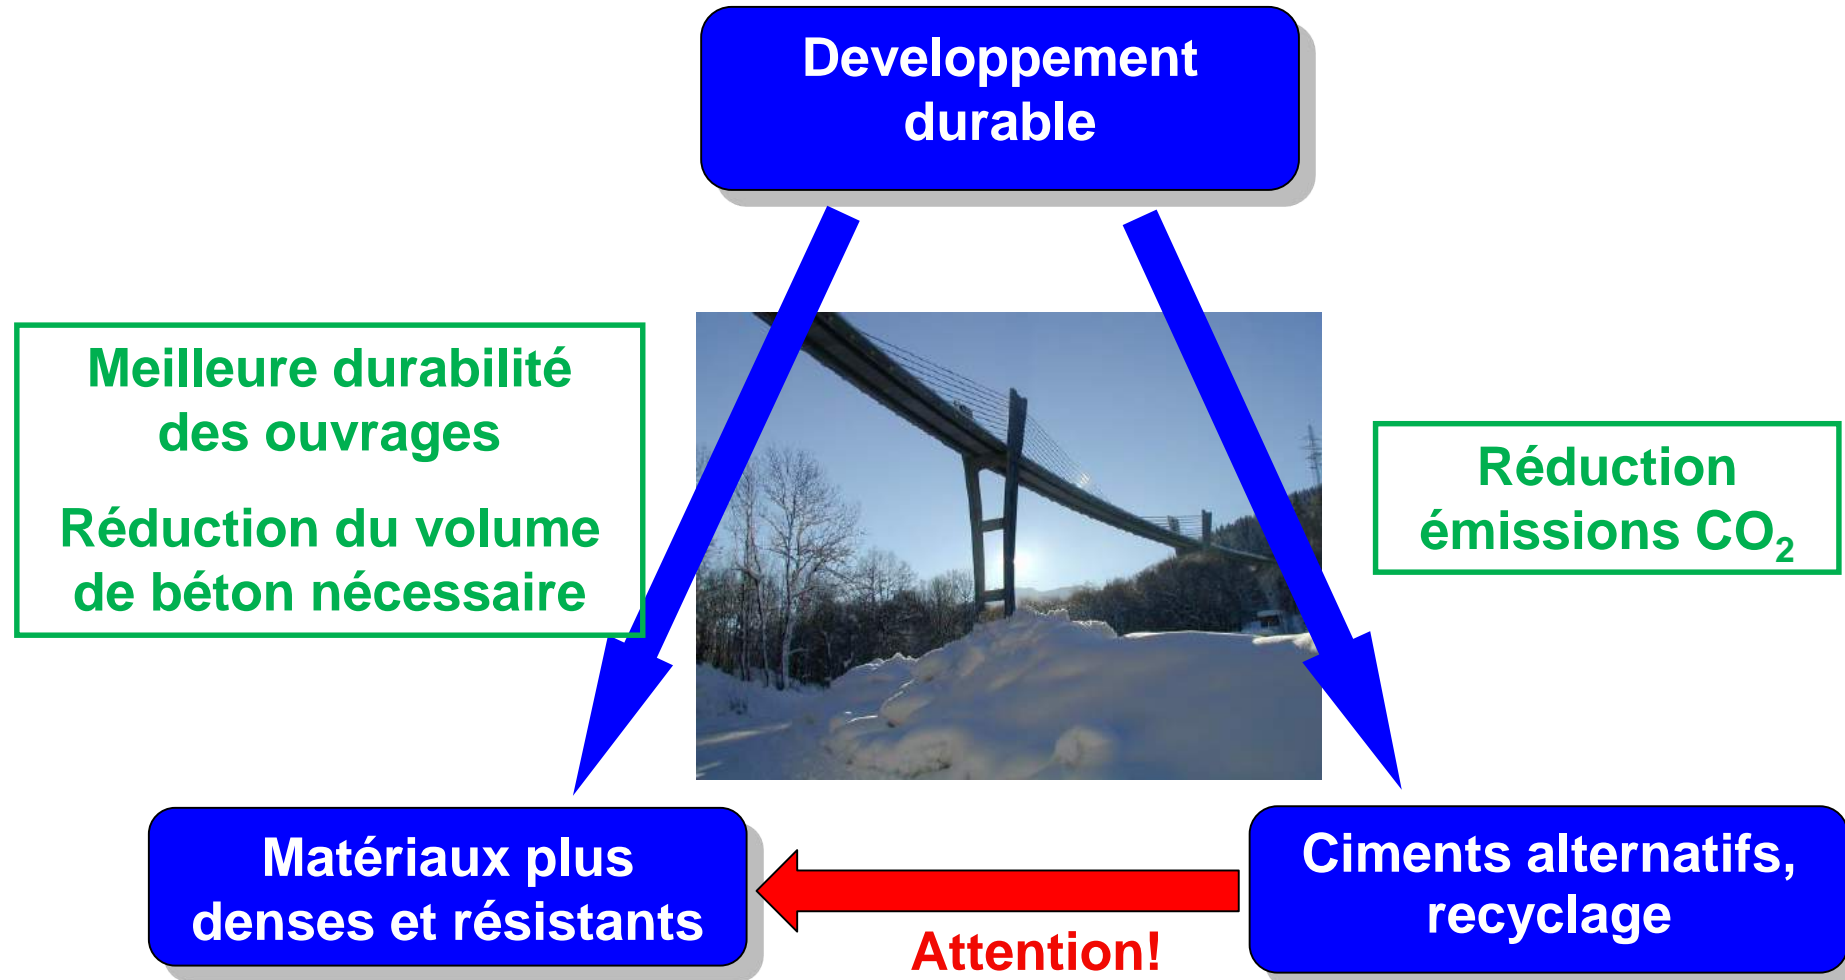 Developpement
durable
Meilleure durabilité
des ouvrages
Réduction du volume
de béton nécessaire
Réduction
émissions CO₂
Matériaux plus
denses et résistants
Attention!
Ciments alternatifs,
recyclage